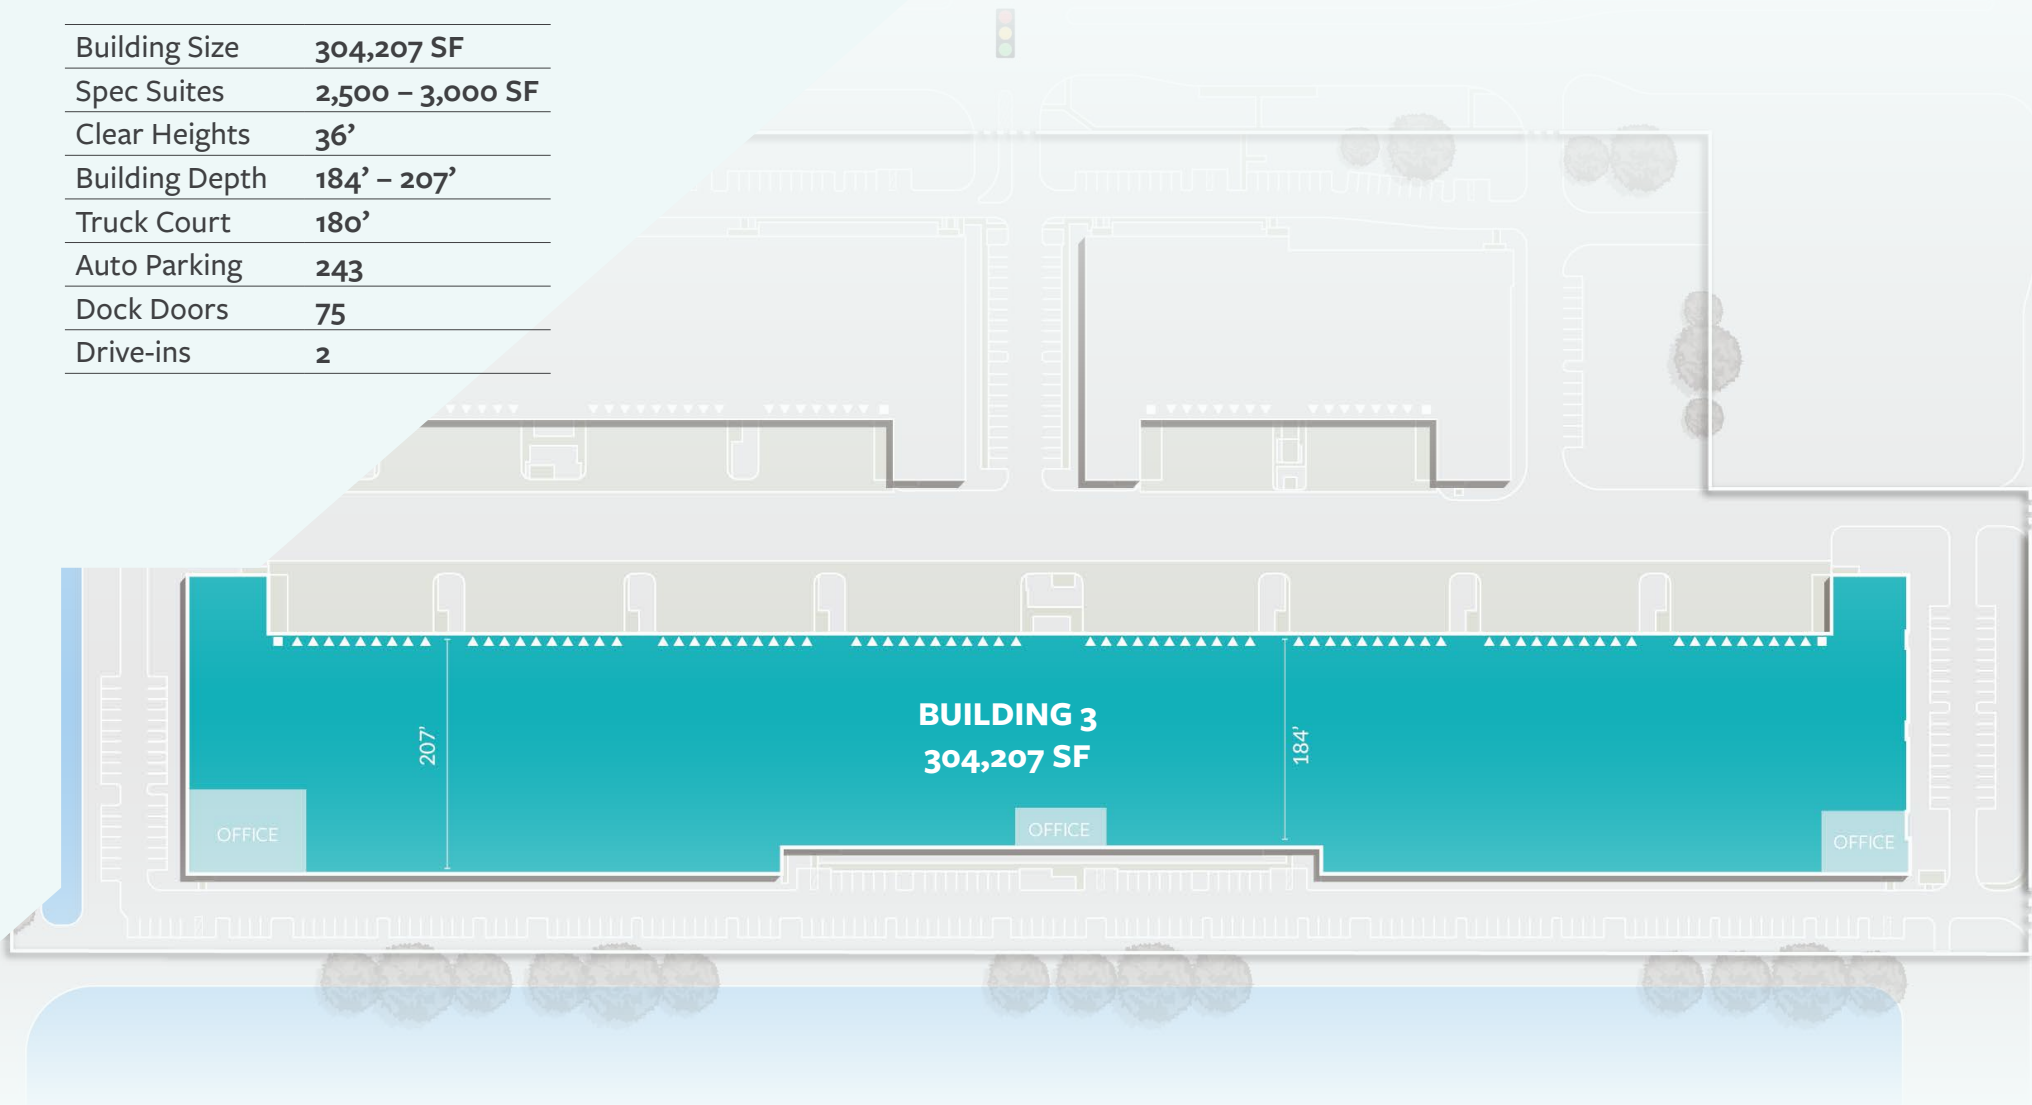 Building Size 304,207 SF
Spec Suites 2,500 – 3,000 SF
Clear Heights 36’
Building Depth 184’ – 207’
Truck Court 180’
Auto Parking 243
Dock Doors 75
Drive-ins 2
BUILDING 3
304,207 SF
207’
184’
OFFICE
OFFICE
OFFICE